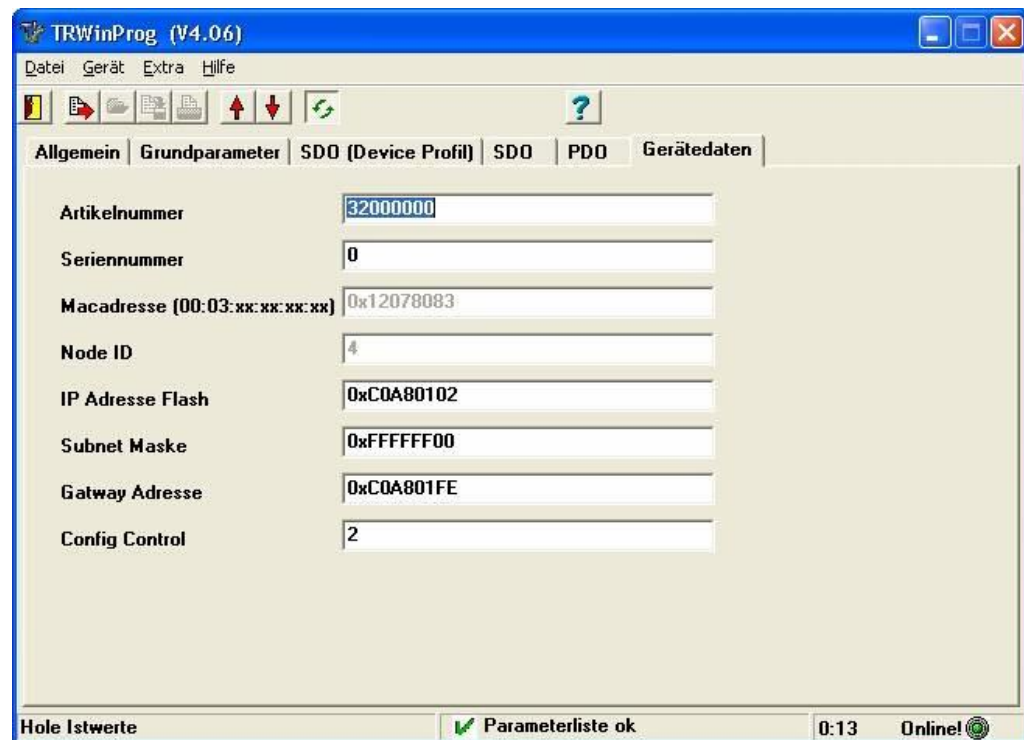 TRWinProg (V4.06)
Datei Gerät Extra Hilfe
?
Allgemein Grundparameter SDO (Device Profil) SDO PDO Gerätedaten
Artikelnummer 32000000
Seriennummer 0
Macadresse (00:03:xx:xx:xx:xx) 0x12078083
Node ID 4
IP Adresse Flash 0xC0A80102
Subnet Maske 0xFFFFFF00
Gatway Adresse 0xC0A801FE
Config Control 2
Hole Istwerte Parameterliste ok 0:13 Online!